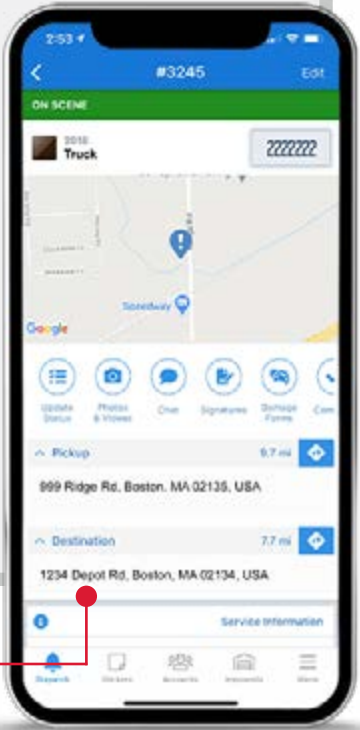 2:53
#3245
Edit
ON SCENE
2018
Truck
2222222
Speedway
Google
Update Status
Photos & Videos
Chat
Signatures
Damage Forms
Pickup
9.7 mi
999 Ridge Rd, Boston, MA 02135, USA
Destination
7.7 mi
1234 Depot Rd, Boston, MA 02134, USA
Service Information
Dispatch
Stickers
Accounts
Impounds
Menu